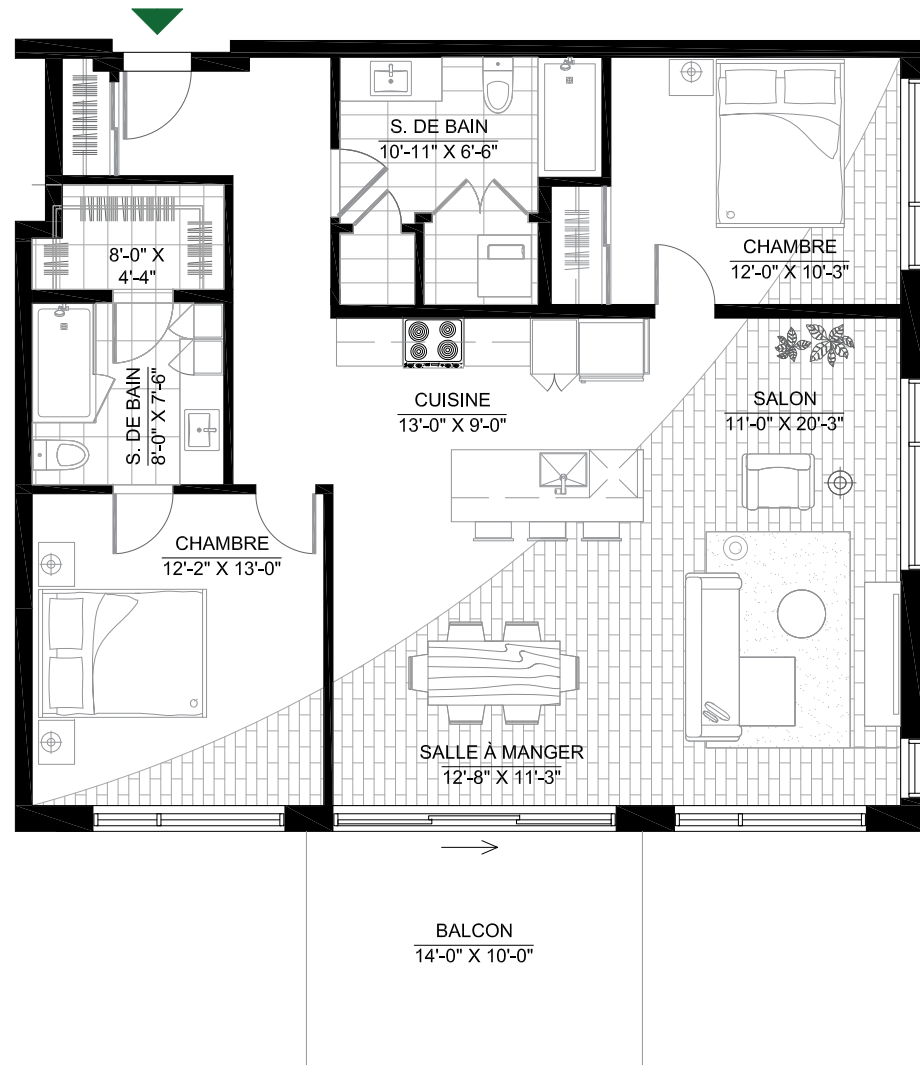 S. DE BAIN
10'-11" X 6'-6"
CHAMBRE
12'-0" X 10'-3"
8'-0" X
4'-4"
S. DE BAIN
8'-0" X 7'-6"
CUISINE
13'-0" X 9'-0"
SALON
11'-0" X 20'-3"
CHAMBRE
12'-2" X 13'-0"
SALLE À MANGER
12'-8" X 11'-3"
BALCON
14'-0" X 10'-0"